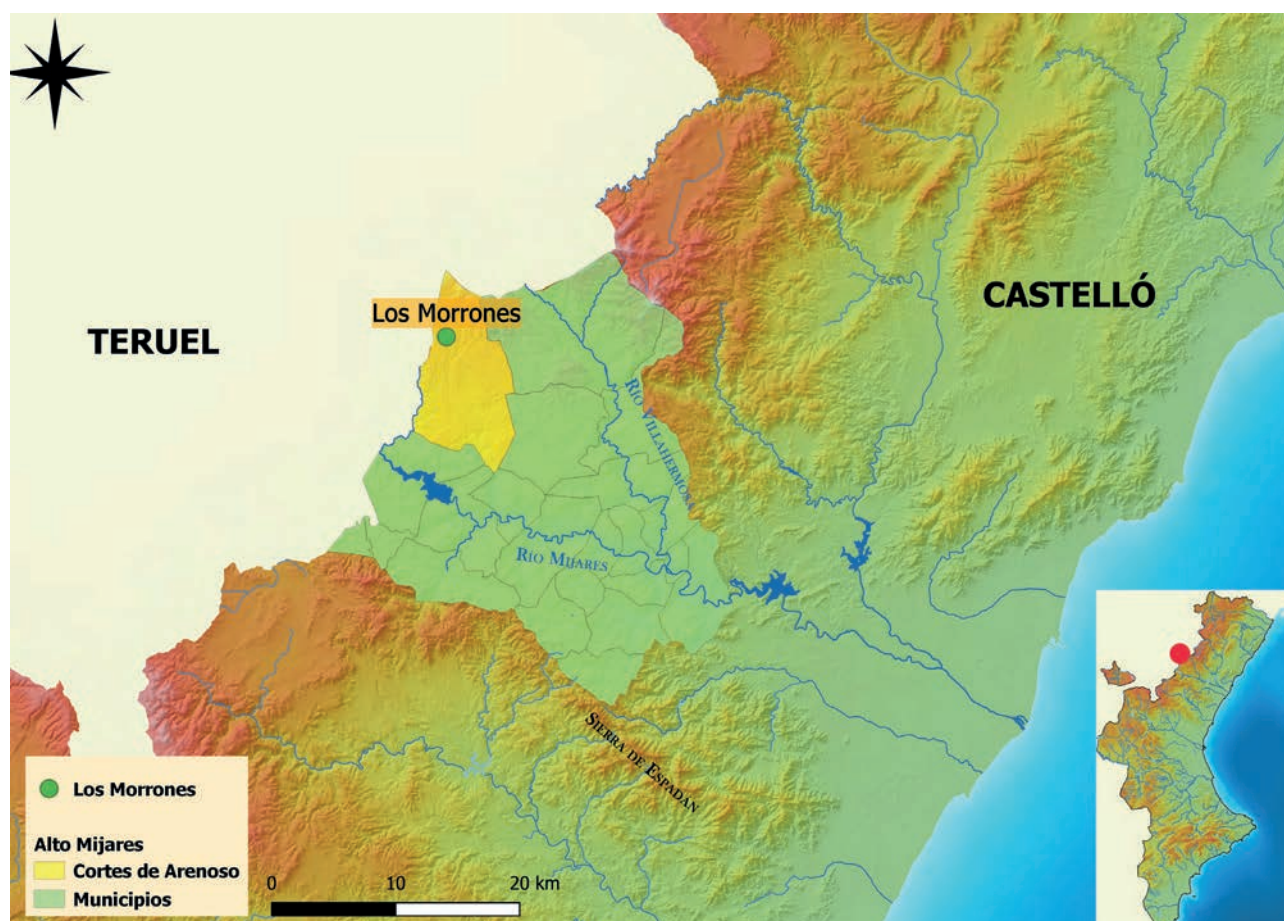 Los Morrones
TERUEL
CASTELLÓ
RÍO VILLAHERMOSA
RÍO MIJARES
SIERRA DE ESPADÁN
Los Morrones
Alto Mijares
Cortes de Arenoso
Municipios
0 10 20 km